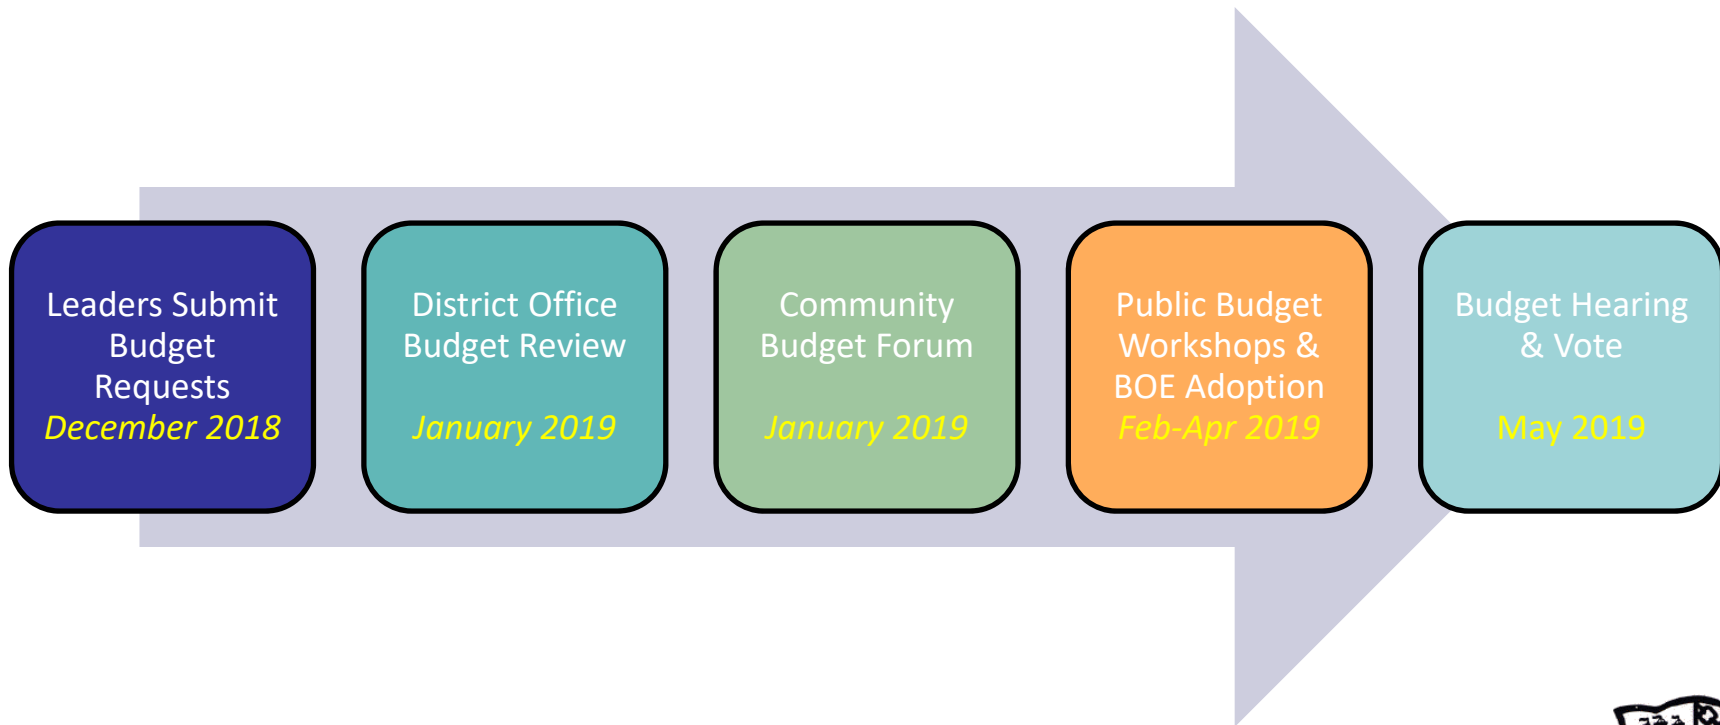 Leaders Submit
Budget
Requests
December 2018
District Office
Budget Review
January 2019
Community
Budget Forum
January 2019
Public Budget
Workshops &
BOE Adoption
Feb-Apr 2019
Budget Hearing
& Vote
May 2019